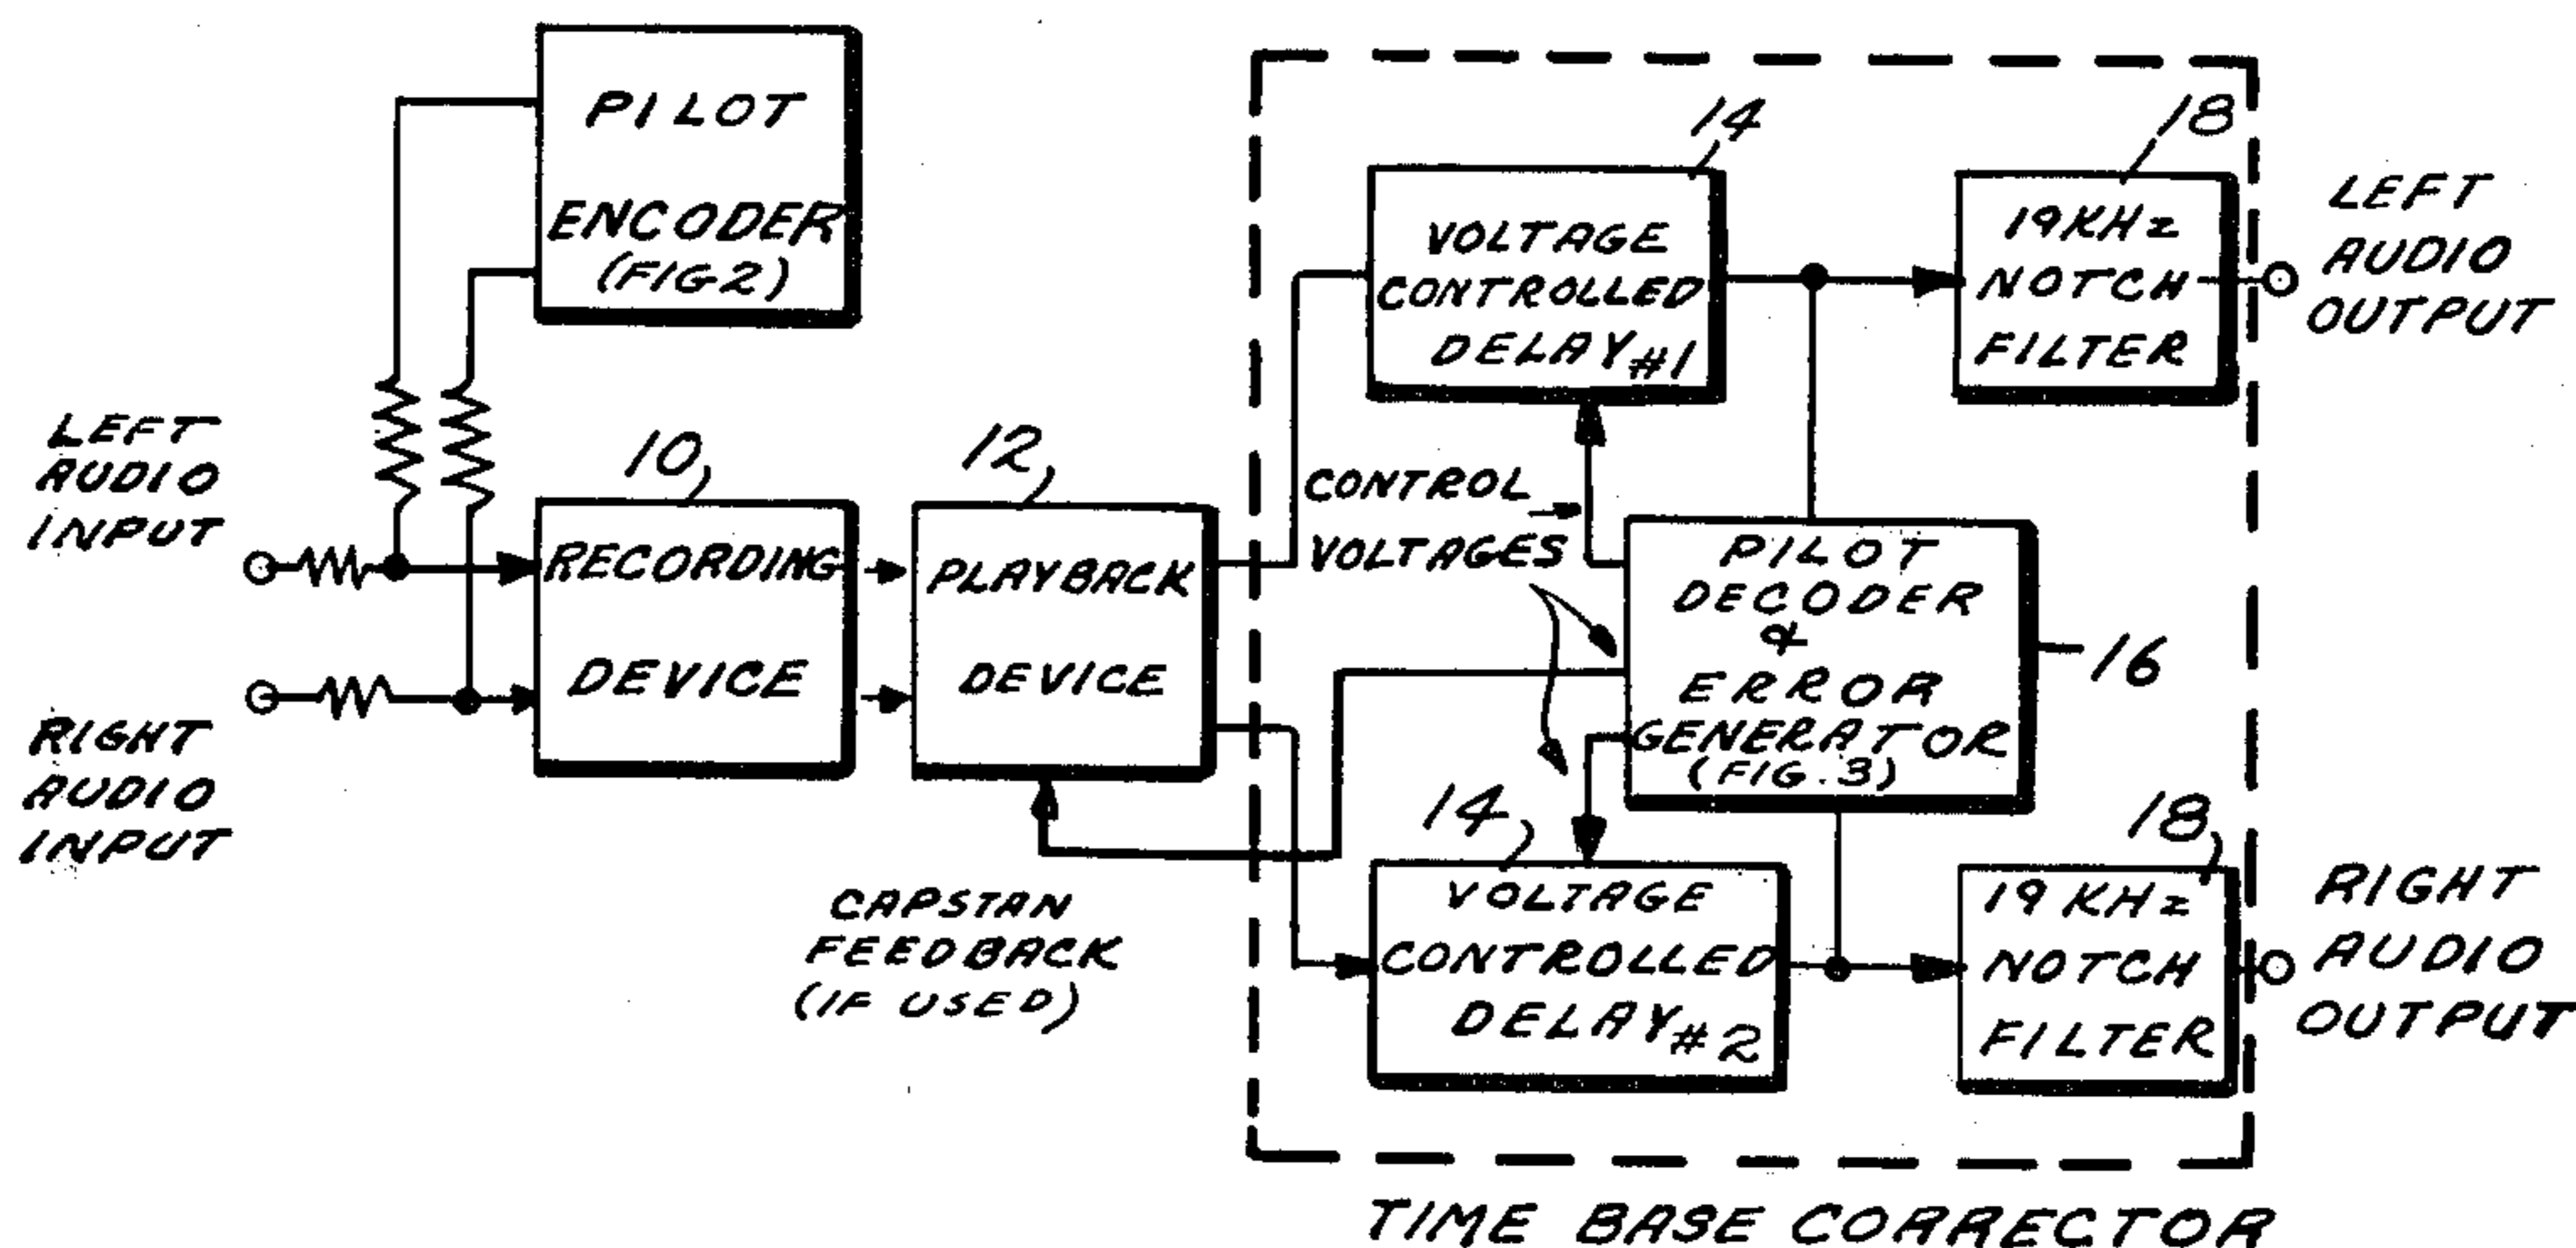 PILOT
ENCODER
(FIG 2)
LEFT
AUDIO
INPUT
RIGHT
AUDIO
INPUT
10
RECORDING
DEVICE
12
PLAYBACK
DEVICE
CAPSTAN
FEEDBACK
(IF USED)
14
VOLTAGE
CONTROLLED
DELAY #1
18
19 KHz
NOTCH
FILTER
LEFT
AUDIO
OUTPUT
CONTROL
VOLTAGES
PILOT
DECODER
&
ERROR
GENERATOR
(FIG. 3)
16
14
VOLTAGE
CONTROLLED
DELAY #2
18
19 KHz
NOTCH
FILTER
RIGHT
AUDIO
OUTPUT
TIME BASE CORRECTOR